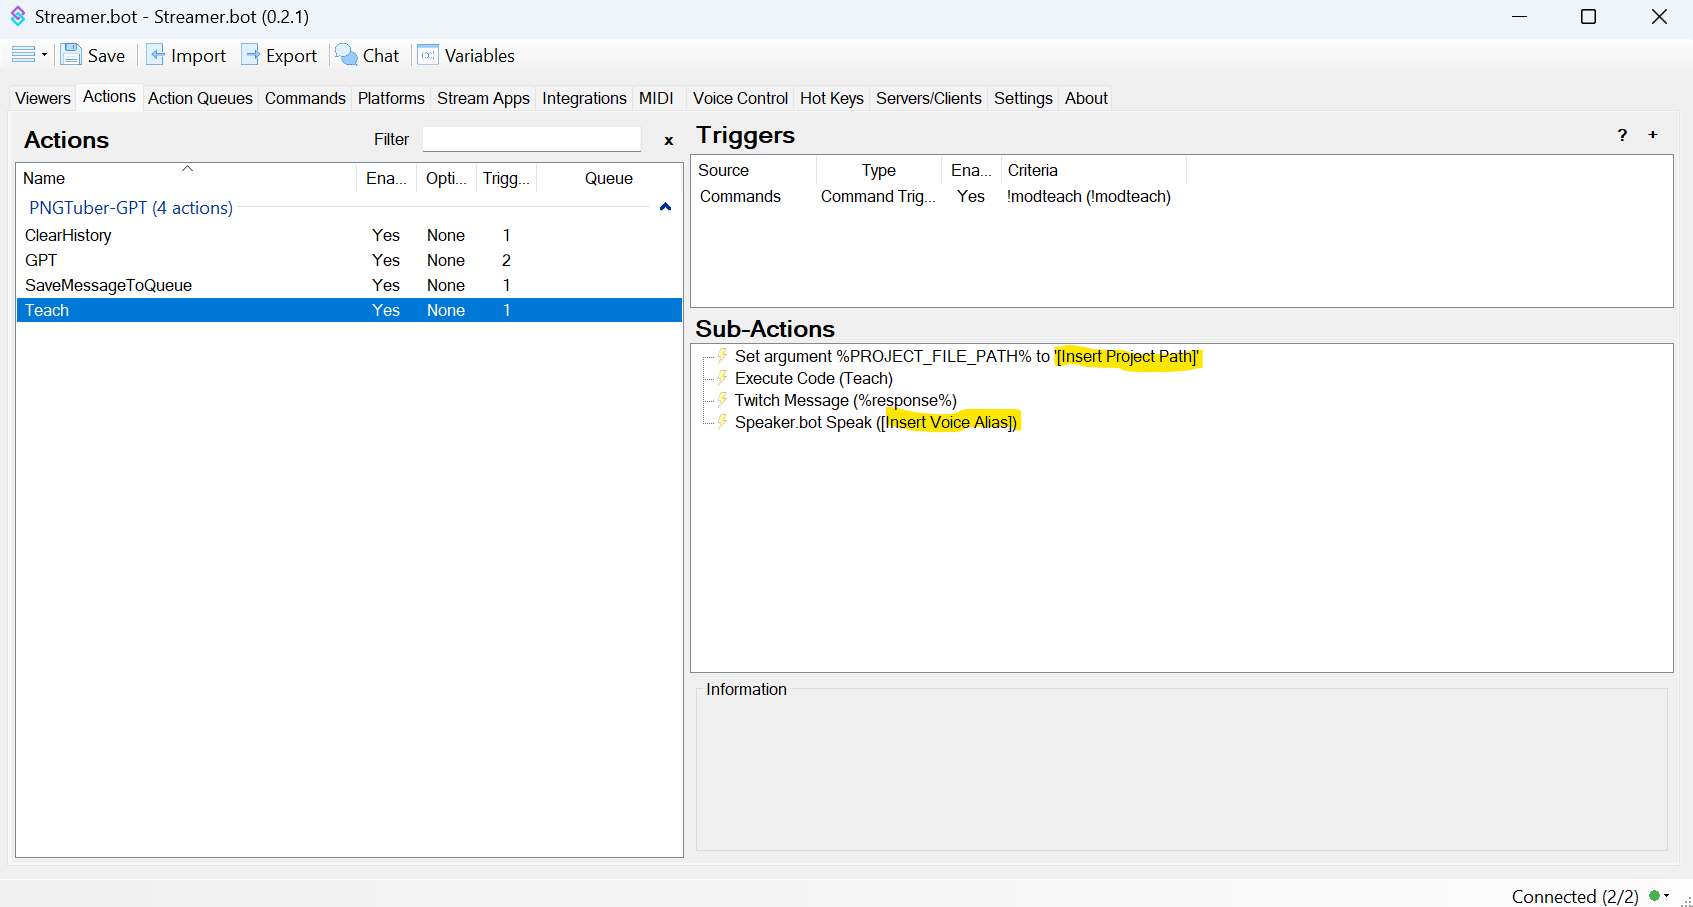 Streamer.bot - Streamer.bot (0.2.1)
Save Import Export Chat Variables
Viewers Actions Action Queues Commands Platforms Stream Apps Integrations MIDI Voice Control Hot Keys Servers/Clients Settings About
Actions Filter x
Name Ena... Opti... Trigg... Queue
PNGTuber-GPT (4 actions)
ClearHistory Yes None 1
GPT Yes None 2
SaveMessageToQueue Yes None 1
Teach Yes None 1
Triggers ? +
Source Type Ena... Criteria
Commands Command Trig... Yes !modteach (!modteach)
Sub-Actions
Set argument %PROJECT_FILE_PATH% to '[Insert Project Path]'
Execute Code (Teach)
Twitch Message (%response%)
Speaker.bot Speak ([Insert Voice Alias])
Information
Connected (2/2)